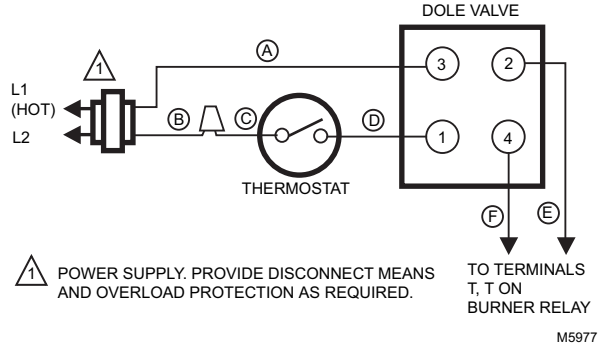 DOLE VALVE
A
1
3
2
L1
(HOT)
B
C
D
L2
1
4
THERMOSTAT
F
E
1 POWER SUPPLY. PROVIDE DISCONNECT MEANS
AND OVERLOAD PROTECTION AS REQUIRED.
TO TERMINALS
T, T ON
BURNER RELAY
M5977